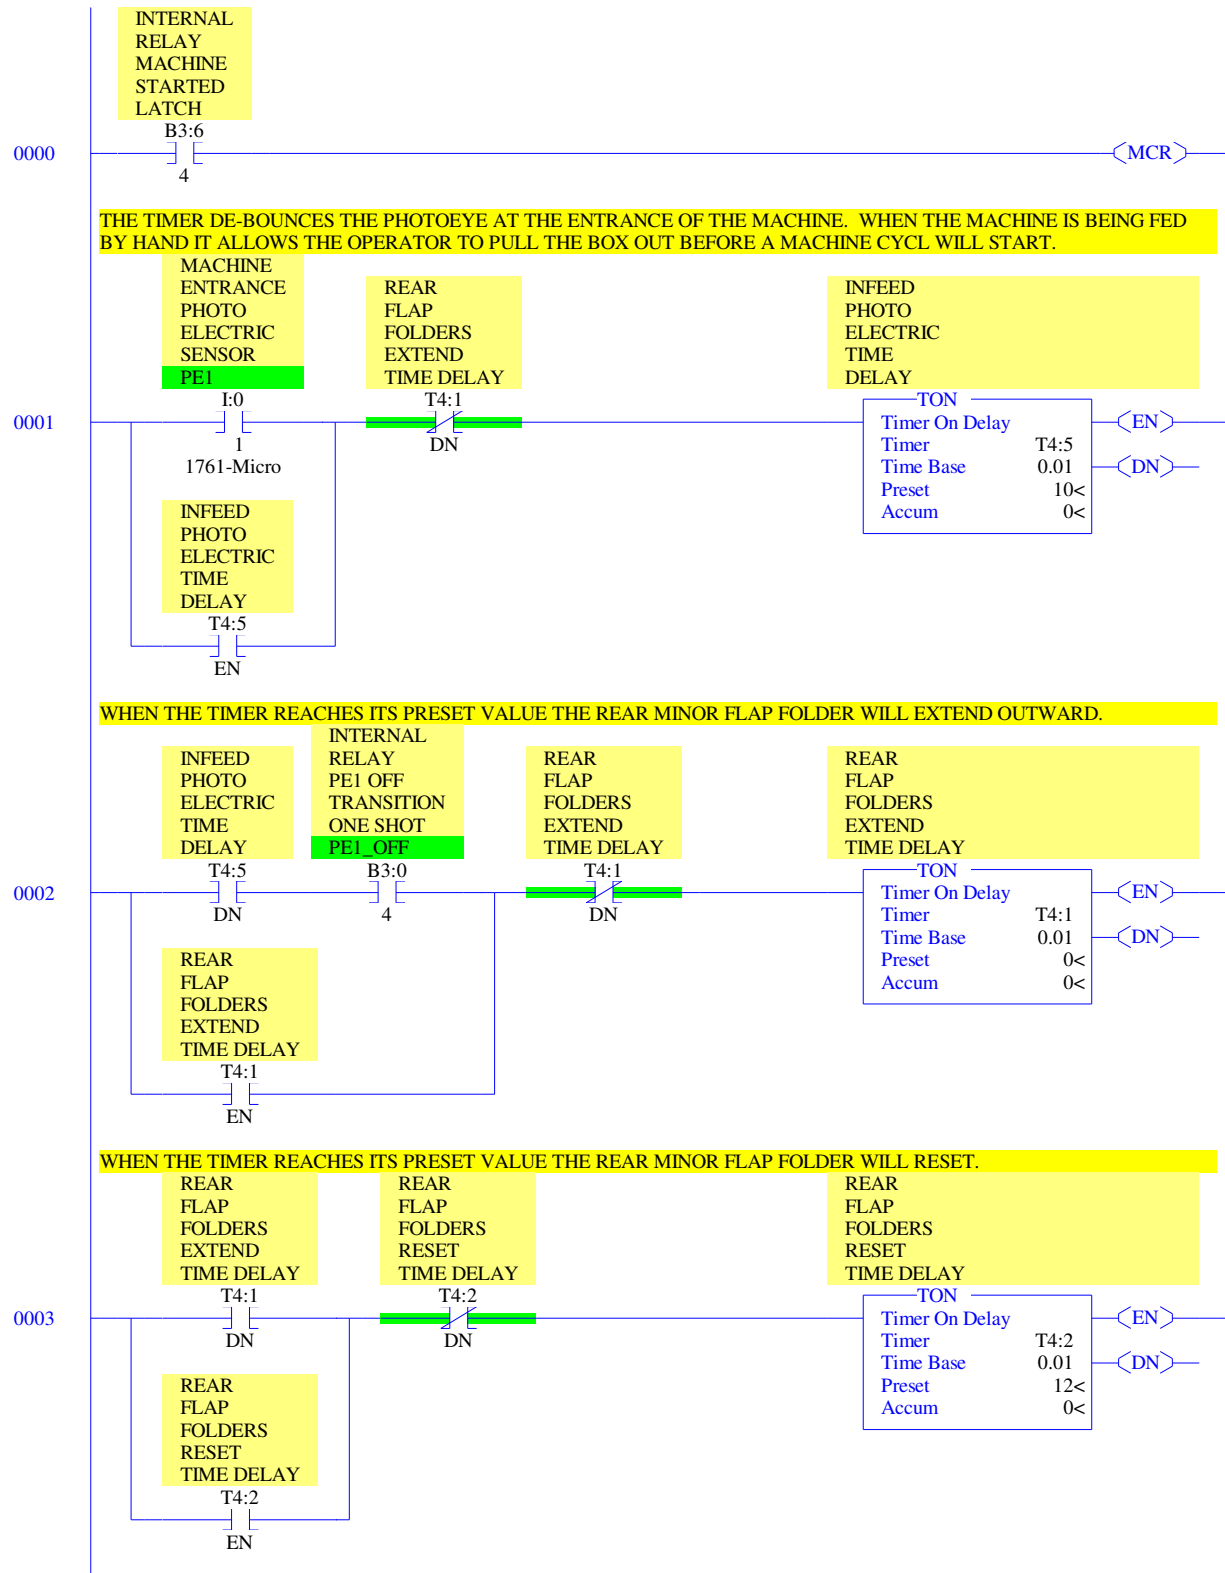 INTERNAL
RELAY
MACHINE
STARTED
LATCH
B3:6
0000
MCR
4
THE TIMER DE-BOUNCES THE PHOTOEYE AT THE ENTRANCE OF THE MACHINE. WHEN THE MACHINE IS BEING FED
BY HAND IT ALLOWS THE OPERATOR TO PULL THE BOX OUT BEFORE A MACHINE CYCL WILL START.
MACHINE
ENTRANCE
PHOTO
ELECTRIC
SENSOR
PE1
I:0
1
1761-Micro
REAR
FLAP
FOLDERS
EXTEND
TIME DELAY
T4:1
DN
INFEED
PHOTO
ELECTRIC
TIME
DELAY
0001
TON
Timer On Delay
EN
Timer T4:5
Time Base 0.01
DN
Preset 10<
Accum 0<
INFEED
PHOTO
ELECTRIC
TIME
DELAY
T4:5
EN
WHEN THE TIMER REACHES ITS PRESET VALUE THE REAR MINOR FLAP FOLDER WILL EXTEND OUTWARD.
INFEED
PHOTO
ELECTRIC
TIME
DELAY
T4:5
DN
INTERNAL
RELAY
PE1 OFF
TRANSITION
ONE SHOT
PE1_OFF
B3:0
4
REAR
FLAP
FOLDERS
EXTEND
TIME DELAY
T4:1
DN
REAR
FLAP
FOLDERS
EXTEND
TIME DELAY
0002
TON
Timer On Delay
EN
Timer T4:1
Time Base 0.01
DN
Preset 0<
Accum 0<
REAR
FLAP
FOLDERS
EXTEND
TIME DELAY
T4:1
EN
WHEN THE TIMER REACHES ITS PRESET VALUE THE REAR MINOR FLAP FOLDER WILL RESET.
REAR
FLAP
FOLDERS
EXTEND
TIME DELAY
T4:1
DN
REAR
FLAP
FOLDERS
RESET
TIME DELAY
T4:2
DN
REAR
FLAP
FOLDERS
RESET
TIME DELAY
0003
TON
Timer On Delay
EN
Timer T4:2
Time Base 0.01
DN
Preset 12<
Accum 0<
REAR
FLAP
FOLDERS
RESET
TIME DELAY
T4:2
EN